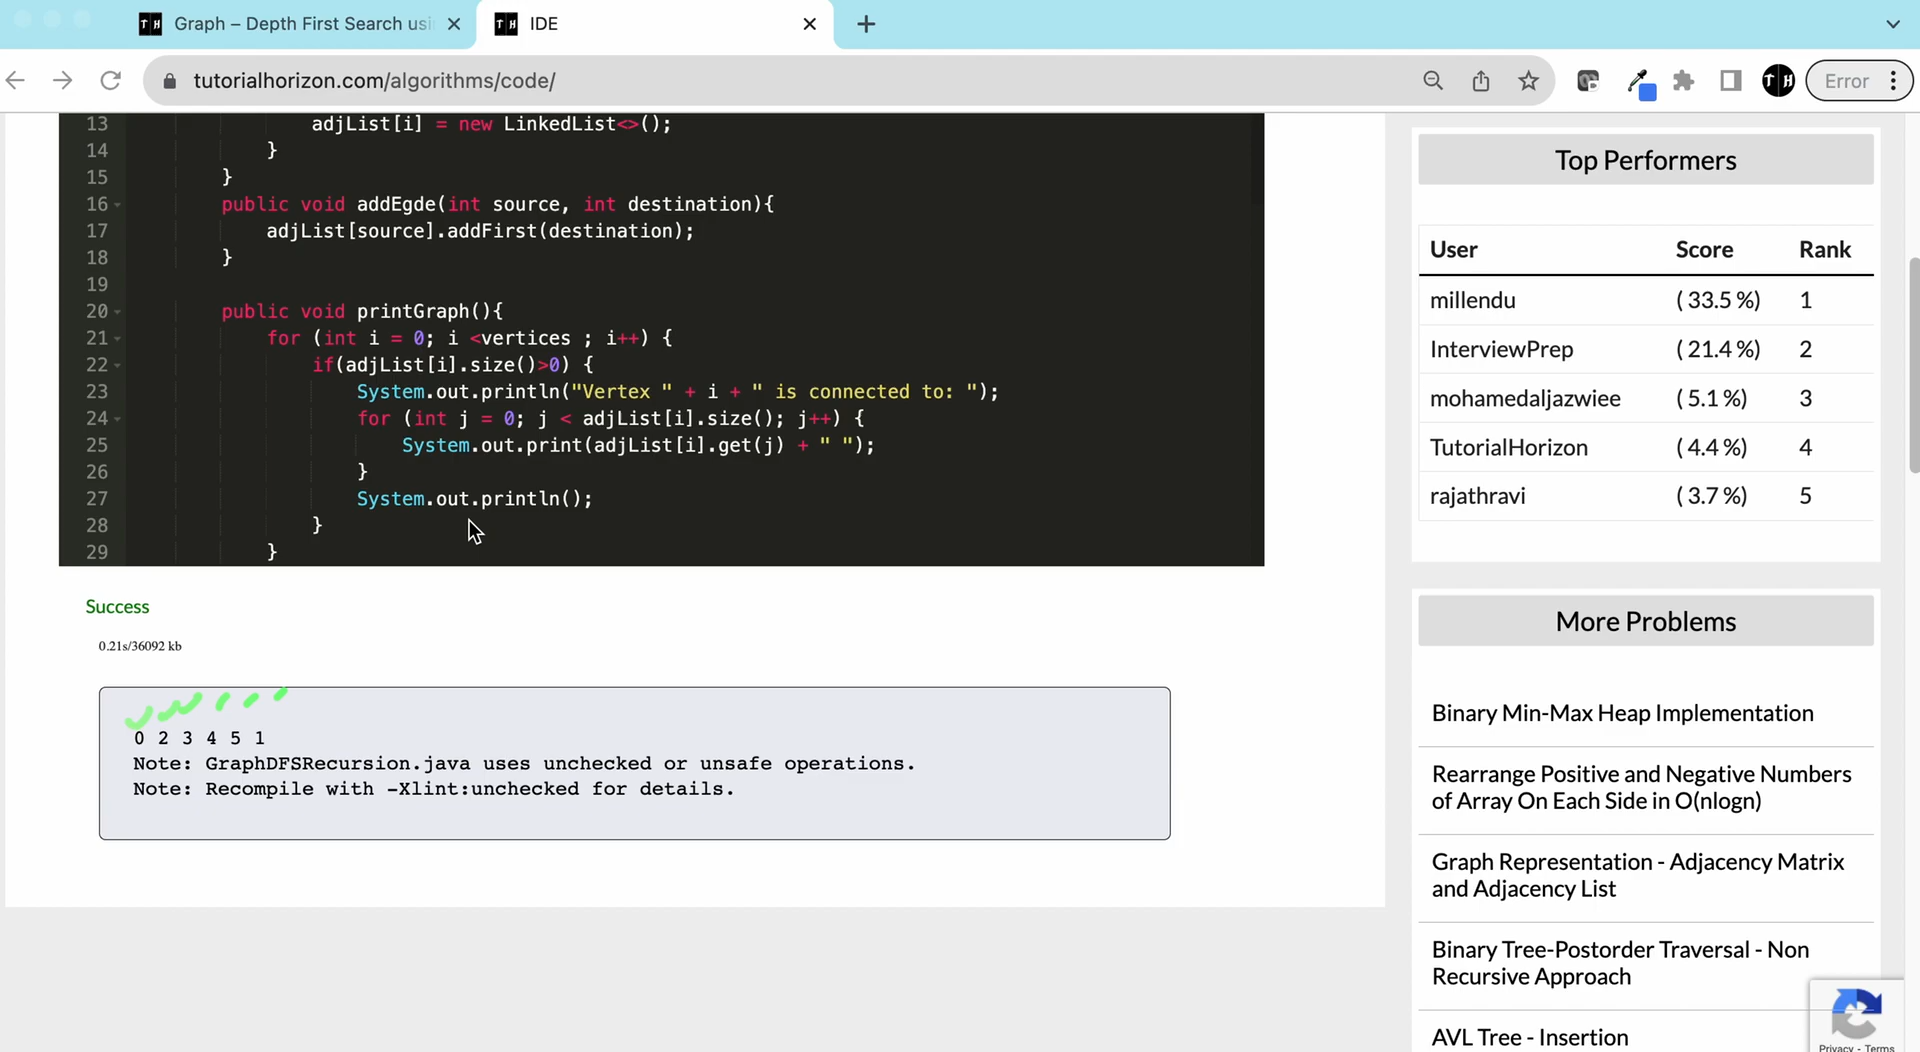 Graph – Depth First Search usi
IDE
tutorialhorizon.com/algorithms/code/
Error
13 adjList[i] = new LinkedList<>();
14 }
15 }
16 public void addEgde(int source, int destination){
17 adjList[source].addFirst(destination);
18 }
19
20 public void printGraph(){
21 for (int i = 0; i <vertices ; i++) {
22 if(adjList[i].size()>0) {
23 System.out.println("Vertex " + i + " is connected to: ");
24 for (int j = 0; j < adjList[i].size(); j++) {
25 System.out.print(adjList[i].get(j) + " ");
26 }
27 System.out.println();
28 }
29 }
Success
0.21s/36092 kb
0 2 3 4 5 1
Note: GraphDFSRecursion.java uses unchecked or unsafe operations.
Note: Recompile with -Xlint:unchecked for details.
Top Performers
User Score Rank
millendu ( 33.5 %) 1
InterviewPrep ( 21.4 %) 2
mohamedaljazwiee ( 5.1 %) 3
TutorialHorizon ( 4.4 %) 4
rajathravi ( 3.7 %) 5
More Problems
Binary Min-Max Heap Implementation
Rearrange Positive and Negative Numbers
of Array On Each Side in O(nlogn)
Graph Representation - Adjacency Matrix
and Adjacency List
Binary Tree-Postorder Traversal - Non
Recursive Approach
AVL Tree - Insertion
Privacy - Terms